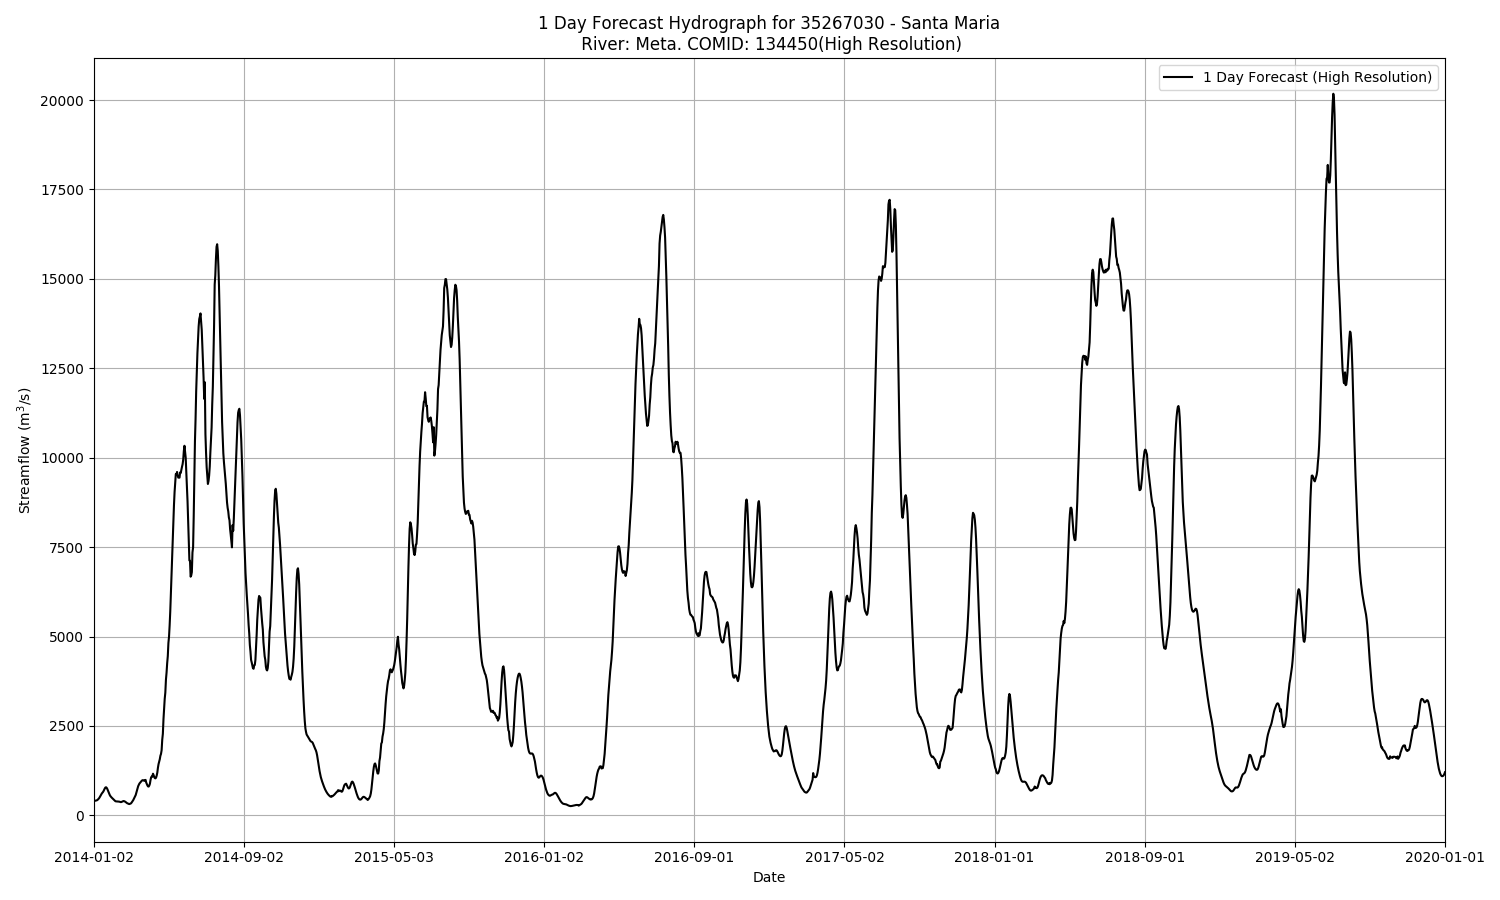 1 Day Forecast Hydrograph for 35267030 - Santa Maria
River: Meta. COMID: 134450(High Resolution)
1 Day Forecast (High Resolution)
20000
17500
15000
12500
10000
7500
5000
2500
0
Streamflow (m³/s)
2014-01-02 2014-09-02 2015-05-03 2016-01-02 2016-09-01 2017-05-02 2018-01-01 2018-09-01 2019-05-02 2020-01-01
Date